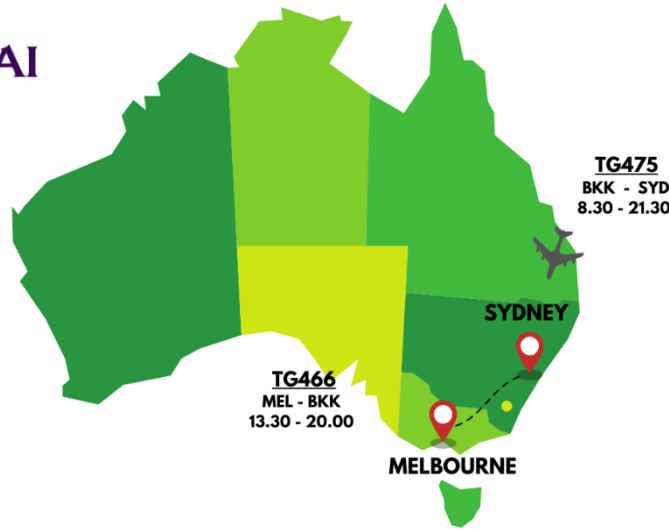 AI
TG475
BKK - SYD
8.30 - 21.30
SYDNEY
TG466
MEL - BKK
13.30 - 20.00
MELBOURNE